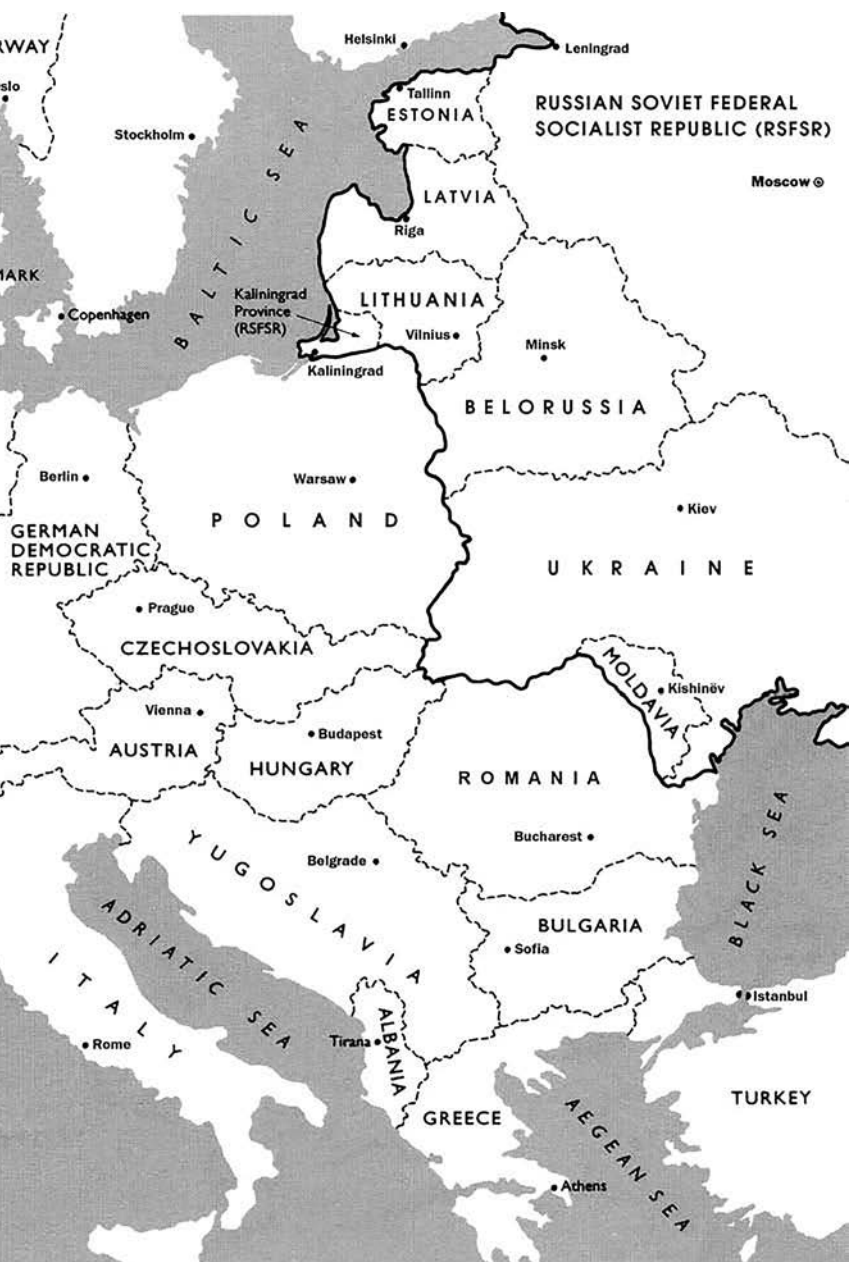 RWAY
Helsinki
Leningrad
slo
Tallinn
ESTONIA
RUSSIAN SOVIET FEDERAL
SOCIALIST REPUBLIC (RSFSR)
Stockholm
Moscow
BALTIC SEA
LATVIA
Riga
MARK
Kaliningrad
Province
(RSFSR)
LITHUANIA
Copenhagen
Vilnius
Minsk
Kaliningrad
BELORUSSIA
Berlin
Warsaw
Kiev
POLAND
GERMAN
DEMOCRATIC
REPUBLIC
UKRAINE
Prague
CZECHOSLOVAKIA
MOLDAVIA
Kishinëv
Vienna
Budapest
AUSTRIA
HUNGARY
ROMANIA
BLACK SEA
Bucharest
YUGOSLAVIA
Belgrade
ADRIATIC SEA
BULGARIA
Sofia
ITALY
Istanbul
Rome
Tirana
ALBANIA
GREECE
TURKEY
AEGEAN SEA
Athens